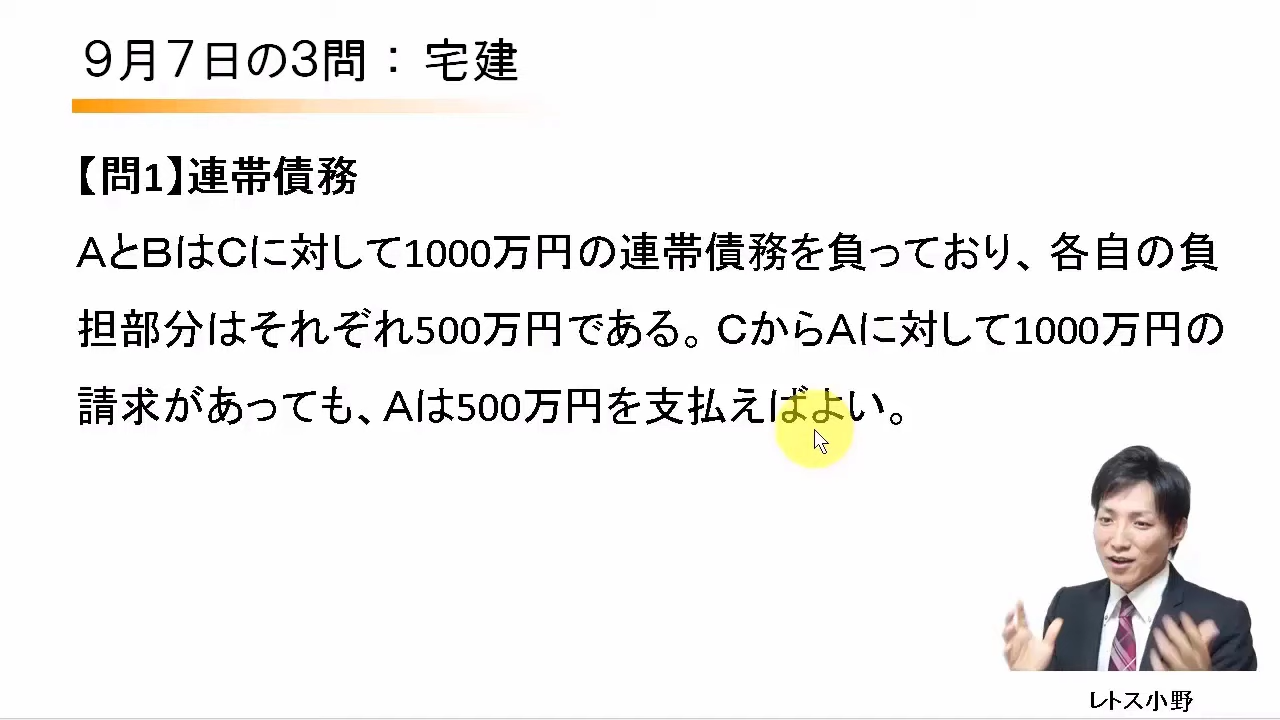 9月7日の3問：宅建
【問1】連帯債務
AとBはCに対して1000万円の連帯債務を負っており、各自の負
担部分はそれぞれ500万円である。CからAに対して1000万円の
請求があっても、Aは500万円を支払えばよい。
レトス小野